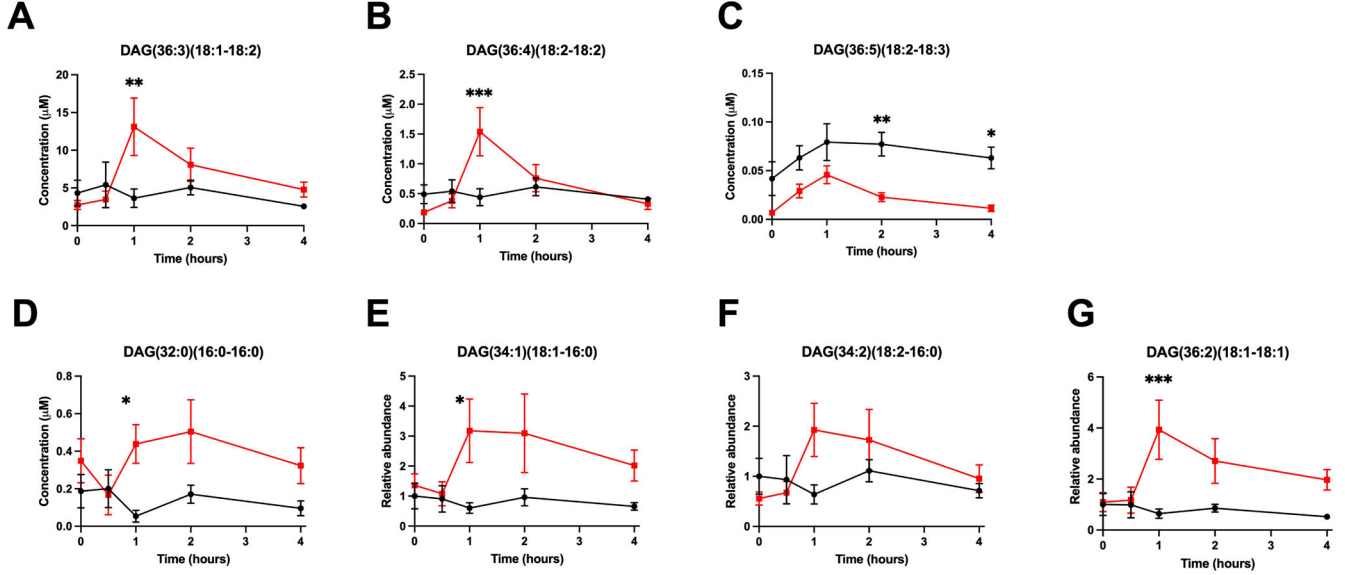 A
DAG(36:3)(18:1-18:2)
Concentration (μM)
20
15
10
5
0
**
0
1
2
3
4
Time (hours)
B
DAG(36:4)(18:2-18:2)
Concentration (μM)
2.5
2.0
1.5
1.0
0.5
0.0
***
0
1
2
3
4
Time (hours)
C
DAG(36:5)(18:2-18:3)
Concentration (μM)
0.15
0.10
0.05
0.00
**
*
0
1
2
3
4
Time (hours)
D
DAG(32:0)(16:0-16:0)
Concentration (μM)
0.8
0.6
0.4
0.2
0.0
*
0
1
2
3
4
Time (hours)
E
DAG(34:1)(18:1-16:0)
Relative abundance
5
4
3
2
1
0
*
0
1
2
3
4
Time (hours)
F
DAG(34:2)(18:2-16:0)
Relative abundance
3
2
1
0
0
1
2
3
4
Time (hours)
G
DAG(36:2)(18:1-18:1)
Relative abundance
6
4
2
0
***
0
1
2
3
4
Time (hours)